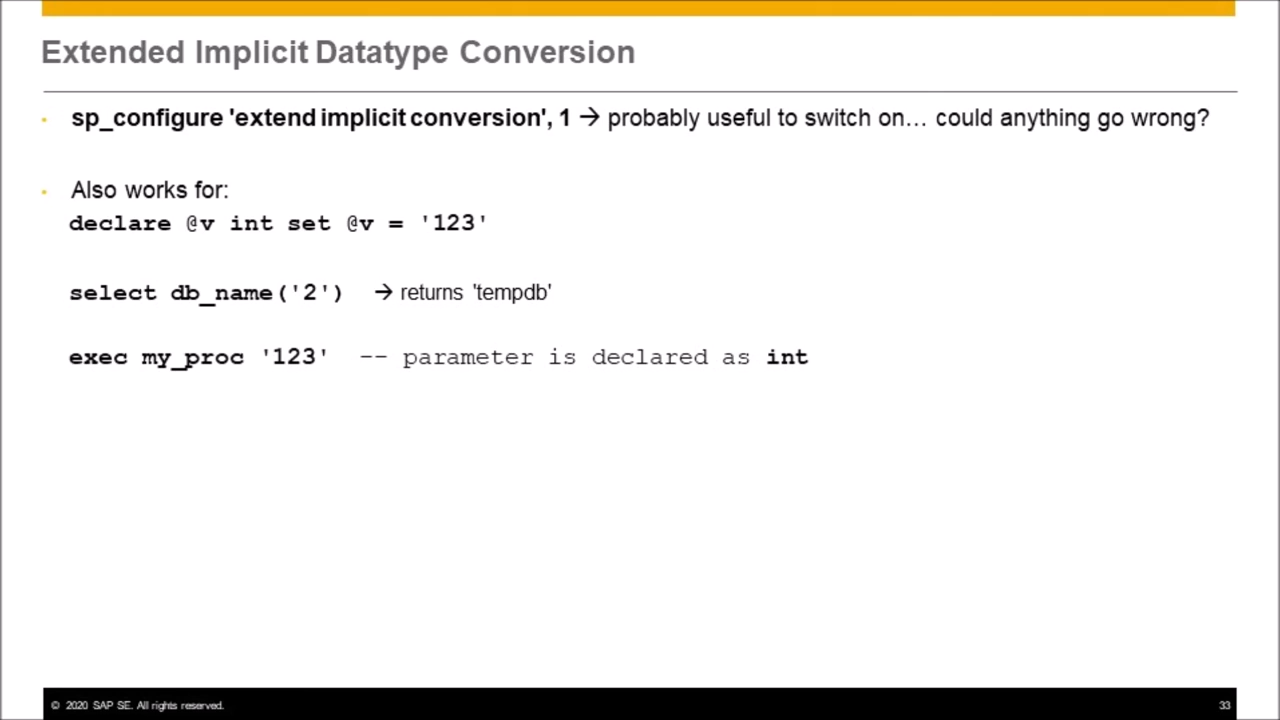 Extended Implicit Datatype Conversion
• sp_configure 'extend implicit conversion', 1 → probably useful to switch on… could anything go wrong?
• Also works for:
declare @v int set @v = '123'
select db_name('2') → returns 'tempdb'
exec my_proc '123' -- parameter is declared as int
© 2020 SAP SE. All rights reserved.
33